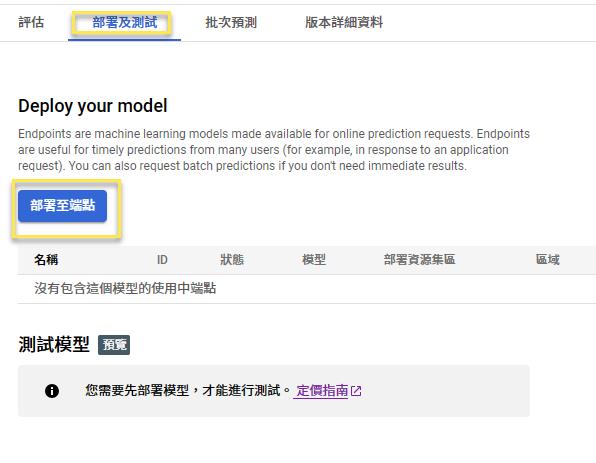 評估 部署及測試 批次預測 版本詳細資料
Deploy your model
Endpoints are machine learning models made available for online prediction requests. Endpoints
are useful for timely predictions from many users (for example, in response to an application
request). You can also request batch predictions if you don't need immediate results.
部署至端點
名稱 ID 狀態 模型 部署資源集區 區域
沒有包含這個模型的使用中端點
測試模型 預覽
您需要先部署模型，才能進行測試。 定價指南